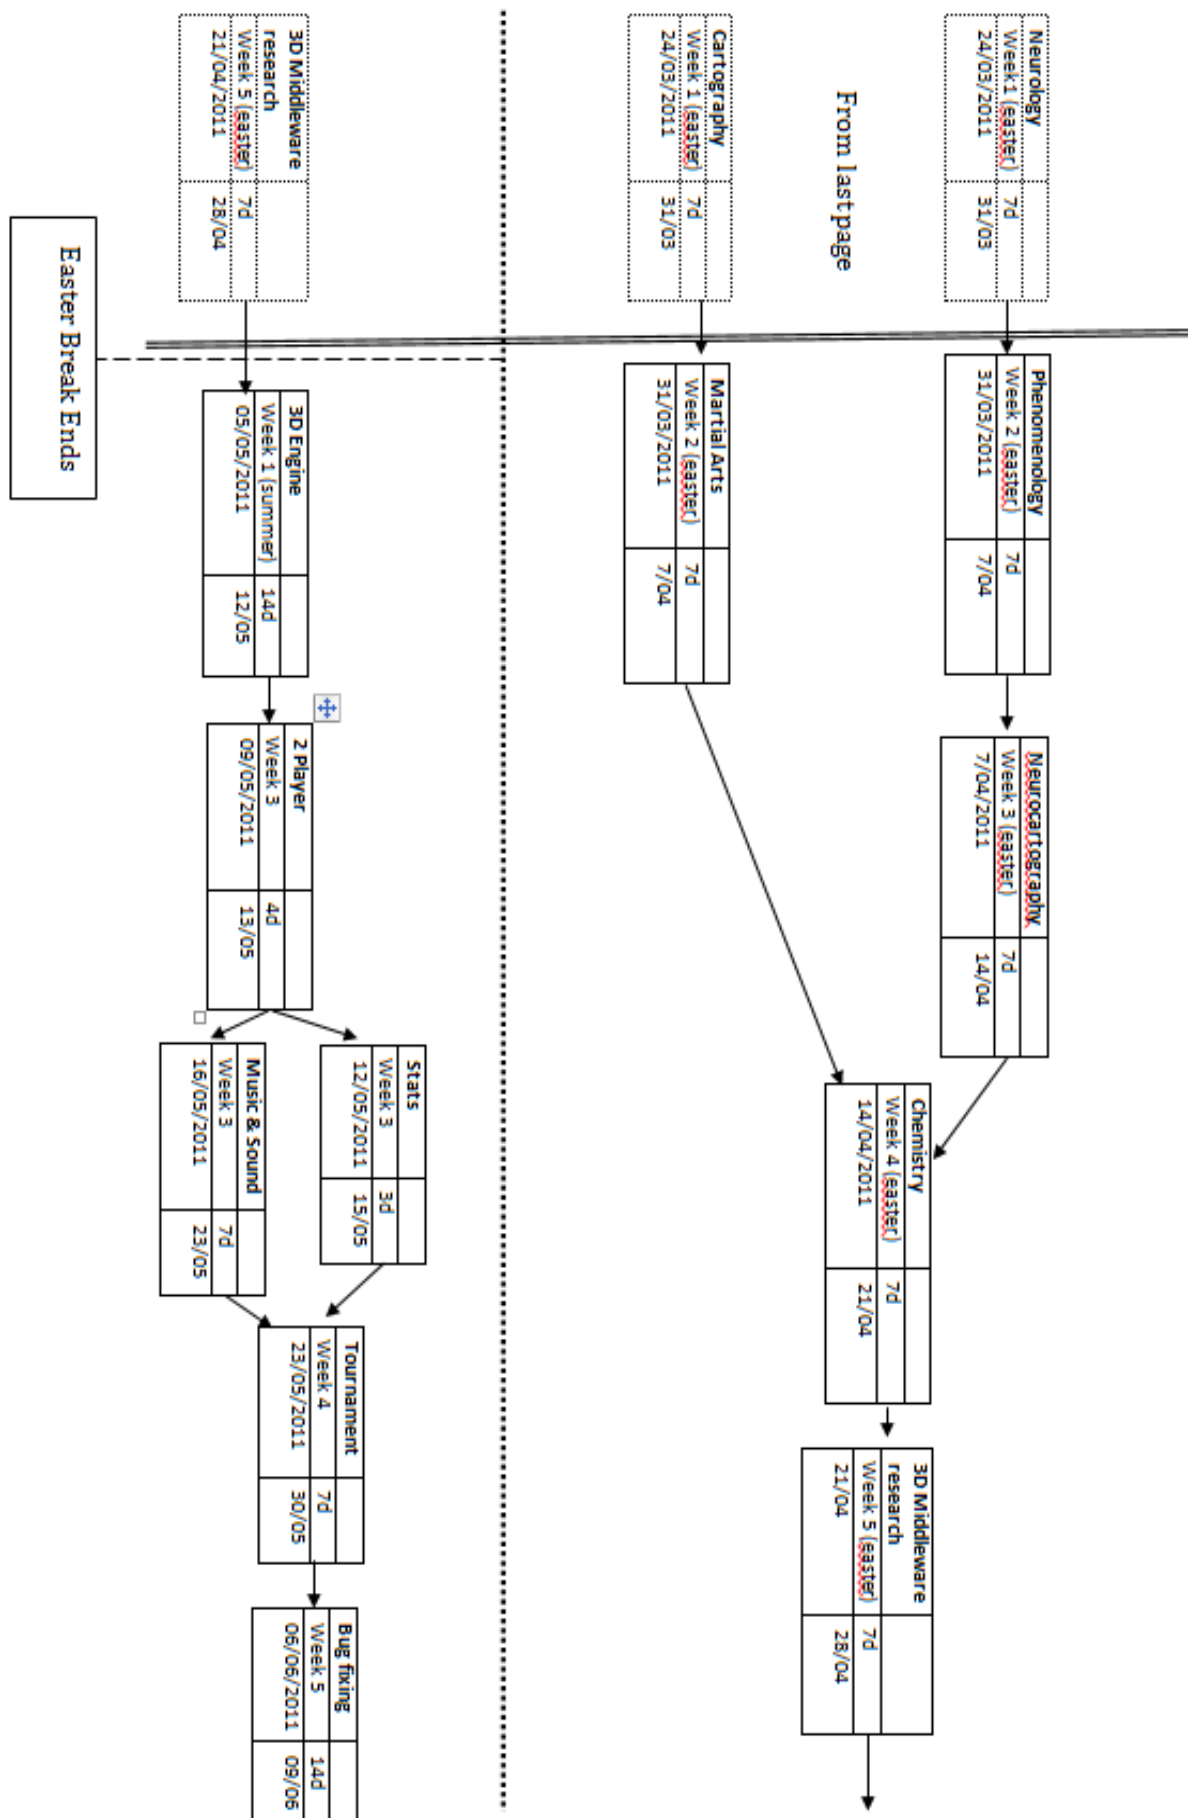 Neurology
Week1 (easter) 7d
24/03/2011 31/03
From lastpage
Cartography
Week 1 (easter) 7d
24/03/2011 31/03
Phenomenology
Week 2 (easter) 7d
31/03/2011 7/04
Martial Arts
Week 2 (easter) 7d
31/03/2011 7/04
Neurocartography
Week 3 (easter) 7d
7/04/2011 14/04
Chemistry
Week 4 (easter) 7d
14/04/2011 21/04
3D Middleware
research
Week 5 (easter) 7d
21/04 28/04
3D Middleware
research
Week 5 (easter) 7d
21/04/2011 28/04
Easter Break Ends
3D Engine
Week 1 (summer) 14d
05/05/2011 12/05
2 Player
Week 3 4d
09/05/2011 13/05
Stats
Week 3 3d
12/05/2011 15/05
Music & Sound
Week 3 7d
16/05/2011 23/05
Tournament
Week 4 7d
23/05/2011 30/05
Bug fixing
Week 5 14d
06/06/2011 09/06